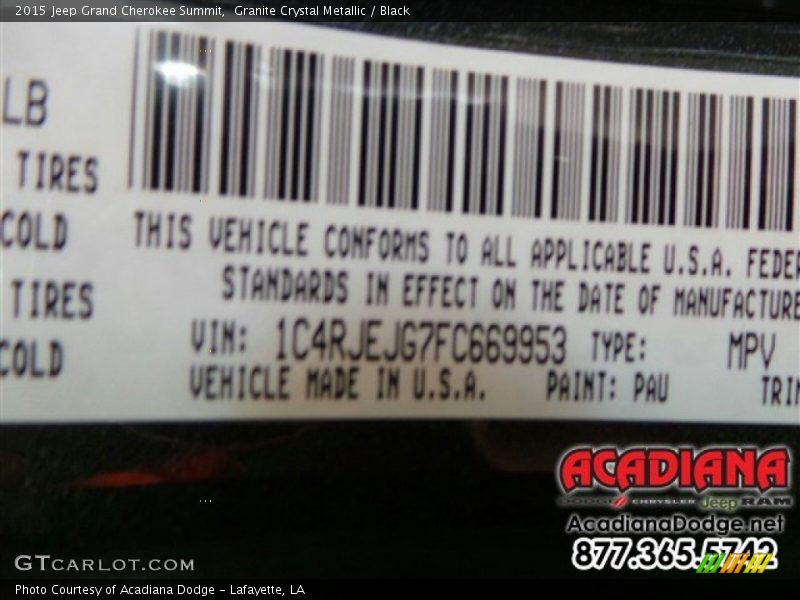 2015 Jeep Grand Cherokee Summit, Granite Crystal Metallic / Black
LB
TIRES
COLD
TIRES
COLD
THIS VEHICLE CONFORMS TO ALL APPLICABLE U.S.A. FEDER
STANDARDS IN EFFECT ON THE DATE OF MANUFACTURE
VIN: 1C4RJEJG7FC669953 TYPE: MPV
VEHICLE MADE IN U.S.A. PAINT: PAU TRIM
ACADIANA
DODGE CHRYSLER Jeep RAM
AcadianaDodge.net
877.365.5742
GTCARLOT.COM
Photo Courtesy of Acadiana Dodge - Lafayette, LA